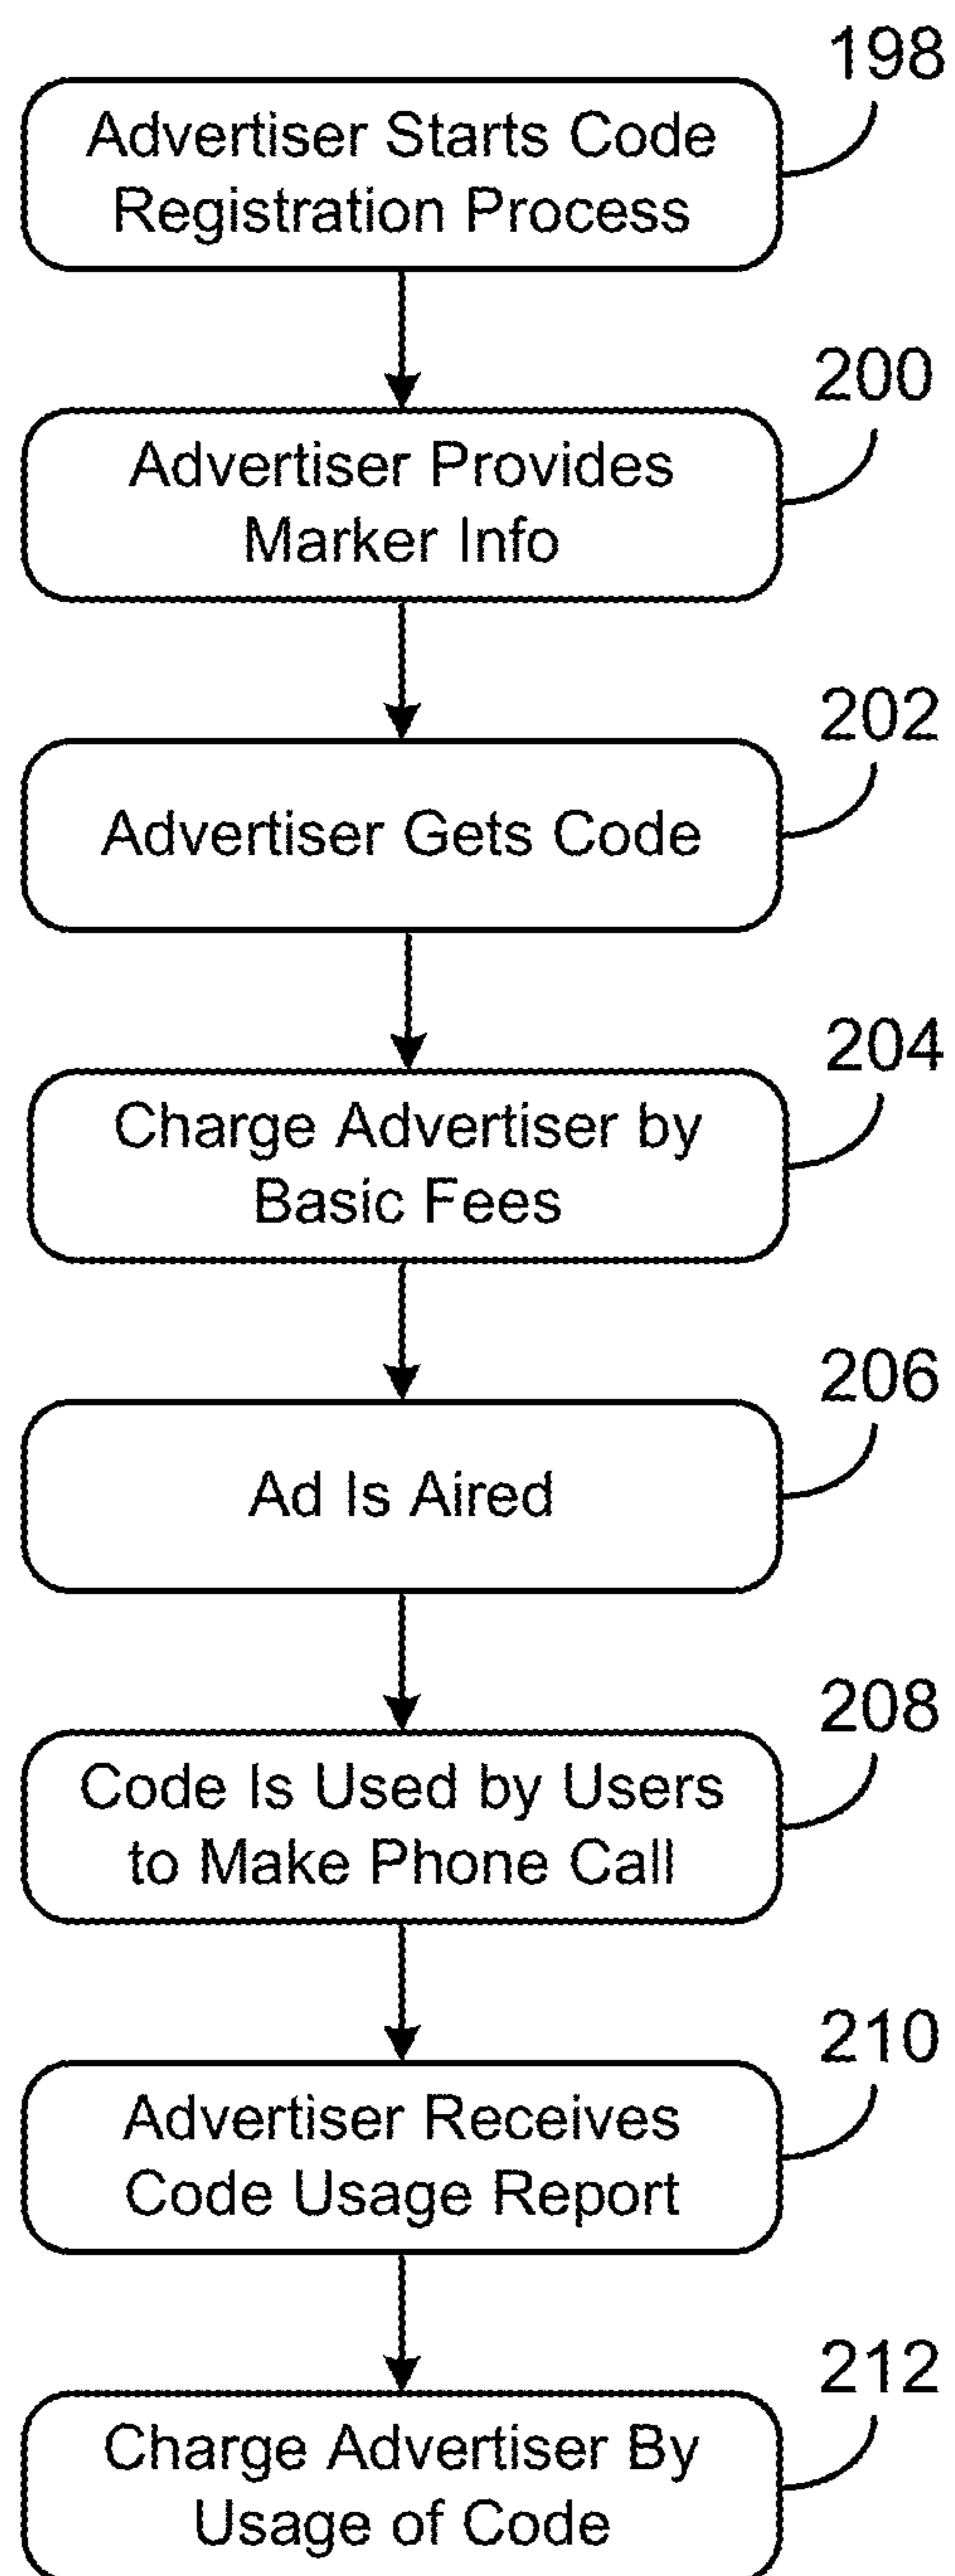 198
Advertiser Starts Code
Registration Process
200
Advertiser Provides
Marker Info
202
Advertiser Gets Code
204
Charge Advertiser by
Basic Fees
206
Ad Is Aired
208
Code Is Used by Users
to Make Phone Call
210
Advertiser Receives
Code Usage Report
212
Charge Advertiser By
Usage of Code